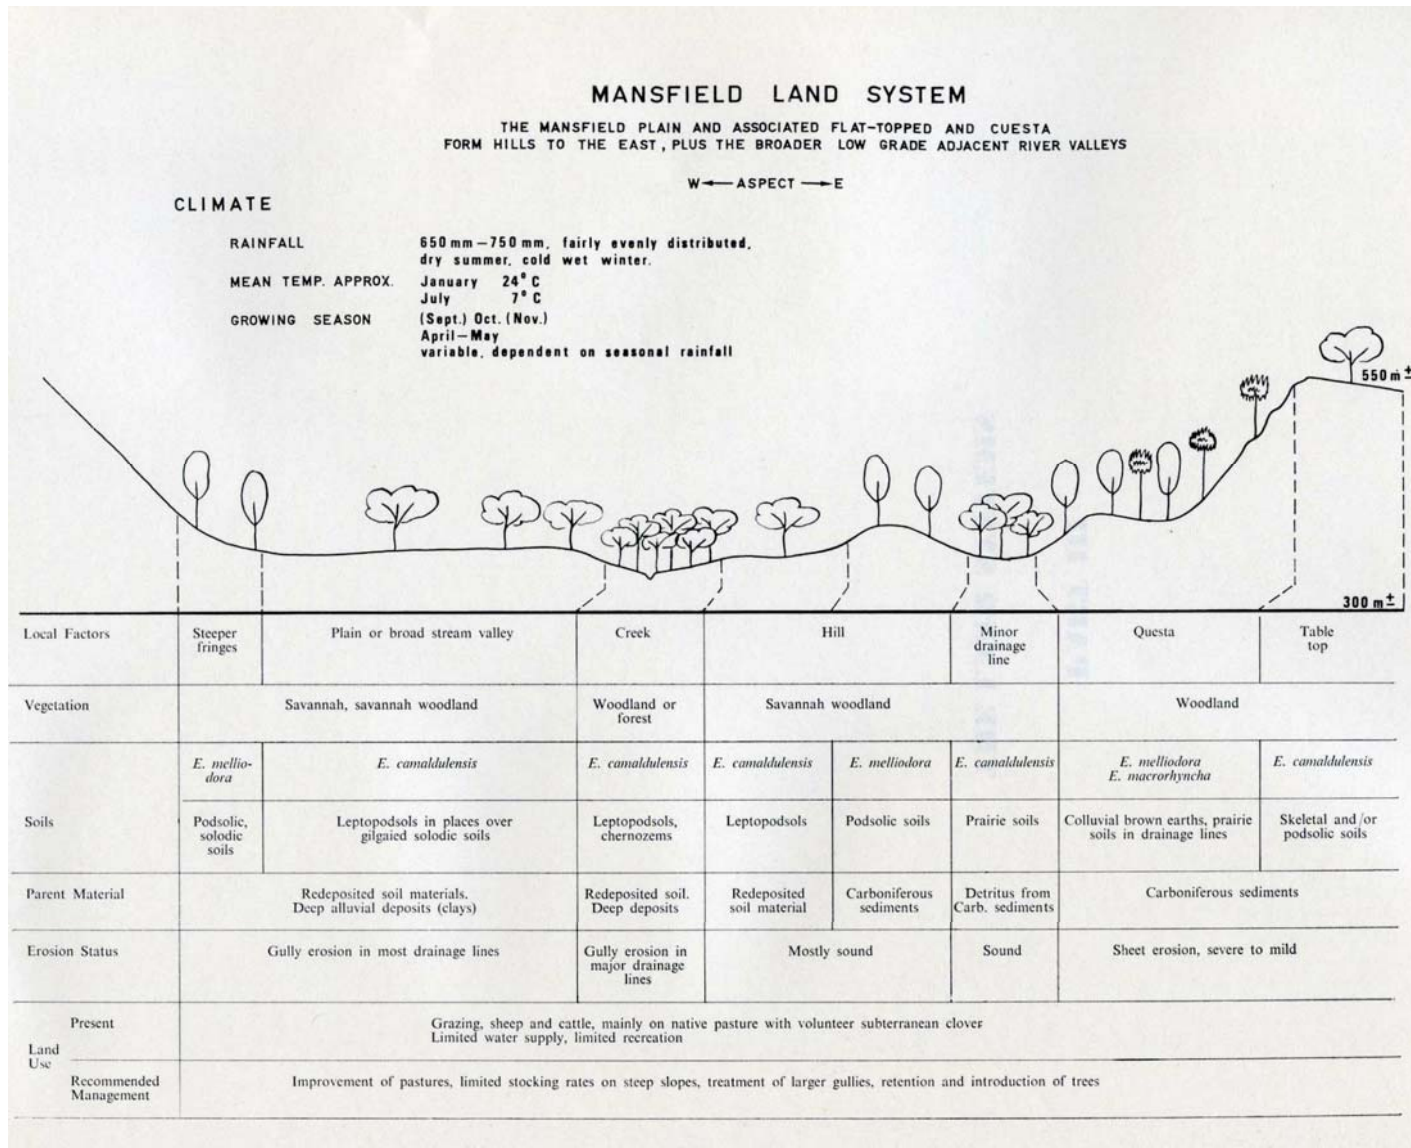 MANSFIELD LAND SYSTEM
THE MANSFIELD PLAIN AND ASSOCIATED FLAT-TOPPED AND CUESTA
FORM HILLS TO THE EAST, PLUS THE BROADER LOW GRADE ADJACENT RIVER VALLEYS
W ASPECT E
CLIMATE
RAINFALL 650 mm – 750 mm, fairly evenly distributed,
dry summer, cold wet winter.
MEAN TEMP. APPROX. January 24° C
July 7° C
GROWING SEASON (Sept.) Oct. (Nov.)
April – May
variable, dependent on seasonal rainfall
550 m ±
300 m ±
Local Factors
Steeper
fringes
Plain or broad stream valley
Creek
Hill
Minor
drainage
line
Questa
Table
top
Vegetation
Savannah, savannah woodland
Woodland or
forest
Savannah woodland
Woodland
E. mellio-
dora
E. camaldulensis
E. camaldulensis
E. camaldulensis
E. melliodora
E. camaldulensis
E. melliodora
E. macrorhyncha
E. camaldulensis
Soils
Podsolic,
solodic
soils
Leptopodsols in places over
gilgaied solodic soils
Leptopodsols,
chernozems
Leptopodsols
Podsolic soils
Prairie soils
Colluvial brown earths, prairie
soils in drainage lines
Skeletal and/or
podsolic soils
Parent Material
Redeposited soil materials.
Deep alluvial deposits (clays)
Redeposited soil.
Deep deposits
Redeposited
soil material
Carboniferous
sediments
Detritus from
Carb. sediments
Carboniferous sediments
Erosion Status
Gully erosion in most drainage lines
Gully erosion in
major drainage
lines
Mostly sound
Sound
Sheet erosion, severe to mild
Land
Use
Present
Grazing, sheep and cattle, mainly on native pasture with volunteer subterranean clover
Limited water supply, limited recreation
Recommended
Management
Improvement of pastures, limited stocking rates on steep slopes, treatment of larger gullies, retention and introduction of trees